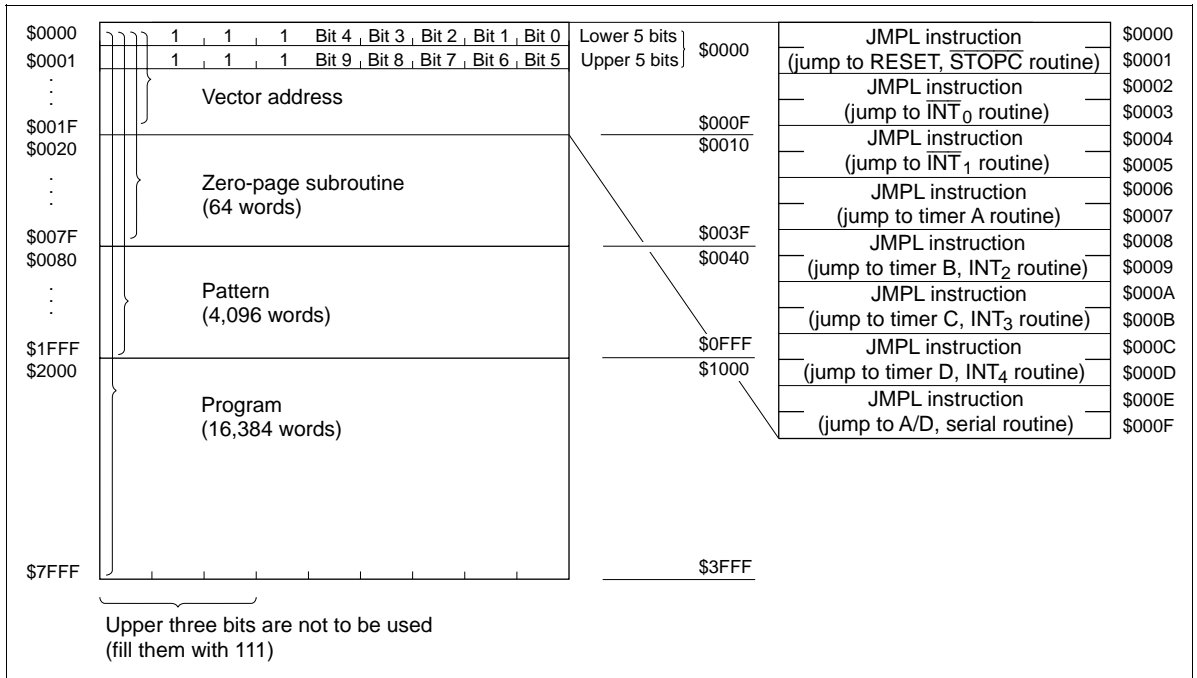 $0000 1 1 1 Bit 4 Bit 3 Bit 2 Bit 1 Bit 0 Lower 5 bits
$0001 1 1 1 Bit 9 Bit 8 Bit 7 Bit 6 Bit 5 Upper 5 bits
$0000
Vector address
$001F
$000F
$0020
$0010
Zero-page subroutine
(64 words)
$007F
$003F
$0080
$0040
Pattern
(4,096 words)
$1FFF
$0FFF
$2000
$1000
Program
(16,384 words)
$7FFF
$3FFF
Upper three bits are not to be used
(fill them with 111)
JMPL instruction $0000
(jump to RESET, S̅T̅O̅P̅C̅ routine) $0001
JMPL instruction $0002
(jump to I̅N̅T̅₀ routine) $0003
JMPL instruction $0004
(jump to I̅N̅T̅₁ routine) $0005
JMPL instruction $0006
(jump to timer A routine) $0007
JMPL instruction $0008
(jump to timer B, INT₂ routine) $0009
JMPL instruction $000A
(jump to timer C, INT₃ routine) $000B
JMPL instruction $000C
(jump to timer D, INT₄ routine) $000D
JMPL instruction $000E
(jump to A/D, serial routine) $000F